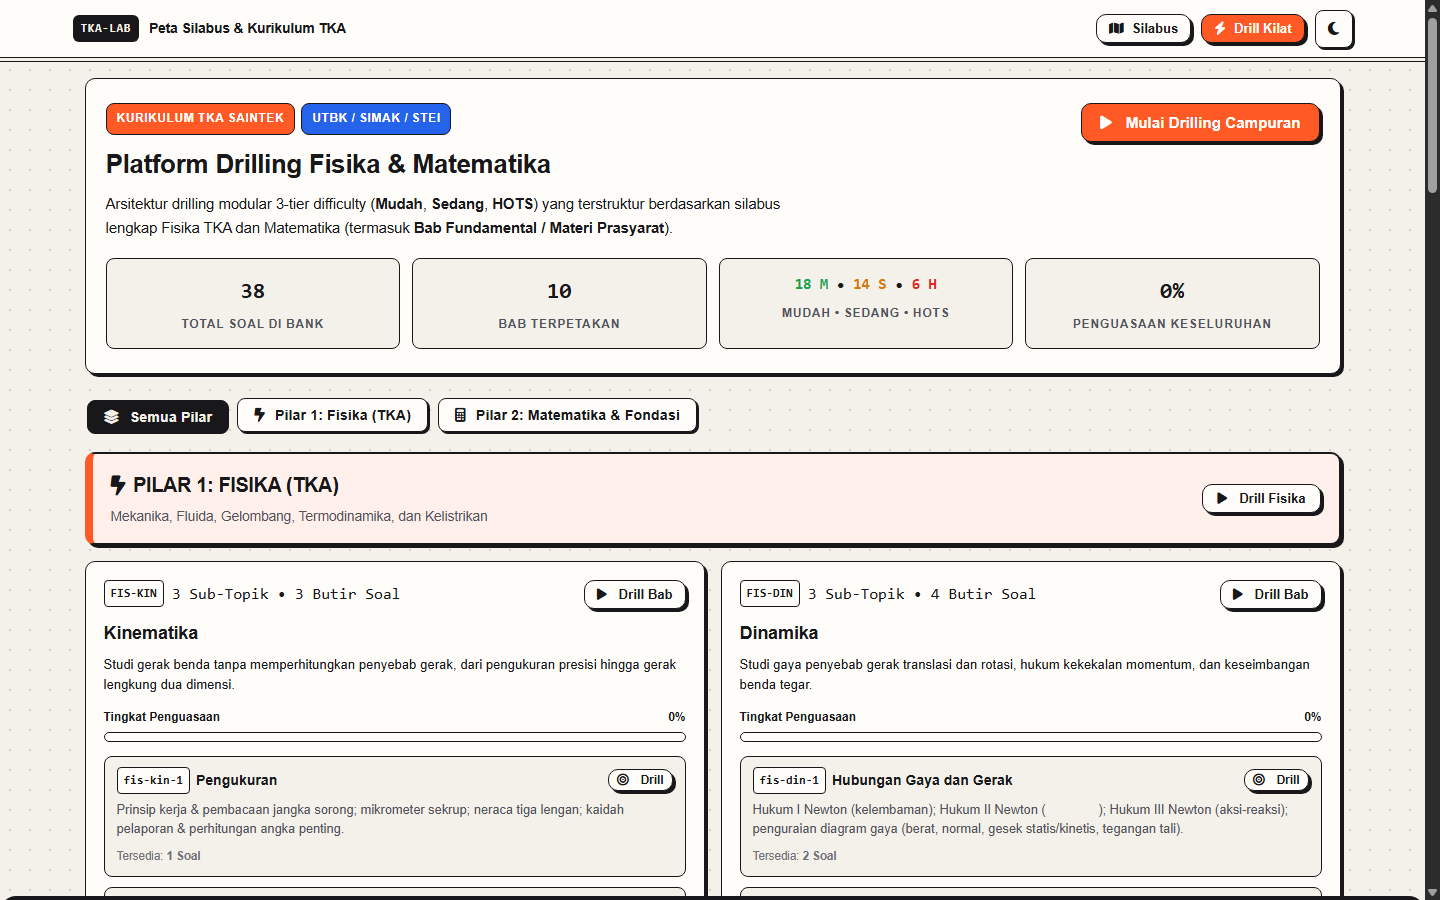 TKA-LAB Peta Silabus & Kurikulum TKA
Silabus
Drill Kilat
KURIKULUM TKA SAINTEK
UTBK / SIMAK / STEI
Mulai Drilling Campuran
Platform Drilling Fisika & Matematika
Arsitektur drilling modular 3-tier difficulty (Mudah, Sedang, HOTS) yang terstruktur berdasarkan silabus
lengkap Fisika TKA dan Matematika (termasuk Bab Fundamental / Materi Prasyarat).
38
TOTAL SOAL DI BANK
10
BAB TERPETAKAN
18 M • 14 S • 6 H
MUDAH • SEDANG • HOTS
0%
PENGUASAAN KESELURUHAN
Semua Pilar
Pilar 1: Fisika (TKA)
Pilar 2: Matematika & Fondasi
PILAR 1: FISIKA (TKA)
Mekanika, Fluida, Gelombang, Termodinamika, dan Kelistrikan
Drill Fisika
FIS-KIN 3 Sub-Topik • 3 Butir Soal
Drill Bab
Kinematika
Studi gerak benda tanpa memperhitungkan penyebab gerak, dari pengukuran presisi hingga gerak
lengkung dua dimensi.
Tingkat Penguasaan 0%
fis-kin-1 Pengukuran
Drill
Prinsip kerja & pembacaan jangka sorong; mikrometer sekrup; neraca tiga lengan; kaidah
pelaporan & perhitungan angka penting.
Tersedia: 1 Soal
FIS-DIN 3 Sub-Topik • 4 Butir Soal
Drill Bab
Dinamika
Studi gaya penyebab gerak translasi dan rotasi, hukum kekekalan momentum, dan keseimbangan
benda tegar.
Tingkat Penguasaan 0%
fis-din-1 Hubungan Gaya dan Gerak
Drill
Hukum I Newton (kelembaman); Hukum II Newton ( ); Hukum III Newton (aksi-reaksi);
penguraian diagram gaya (berat, normal, gesek statis/kinetis, tegangan tali).
Tersedia: 2 Soal